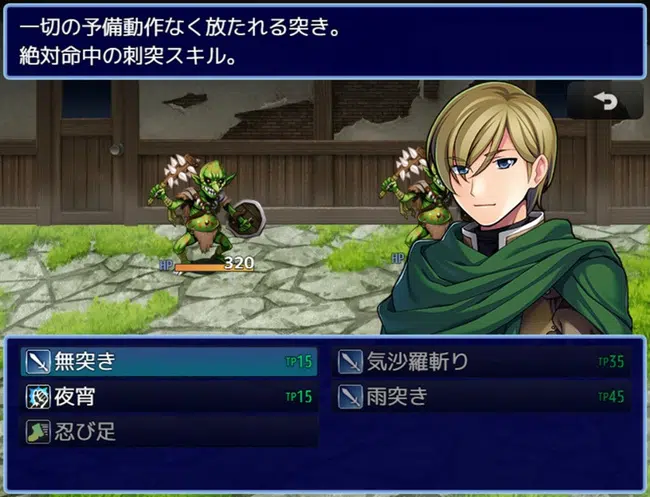 一切の予備動作なく放たれる突き。
絶対命中の刺突スキル。
HP 320
HP
無突き TP15
気沙羅斬り TP35
夜宵 TP15
雨突き TP45
忍び足